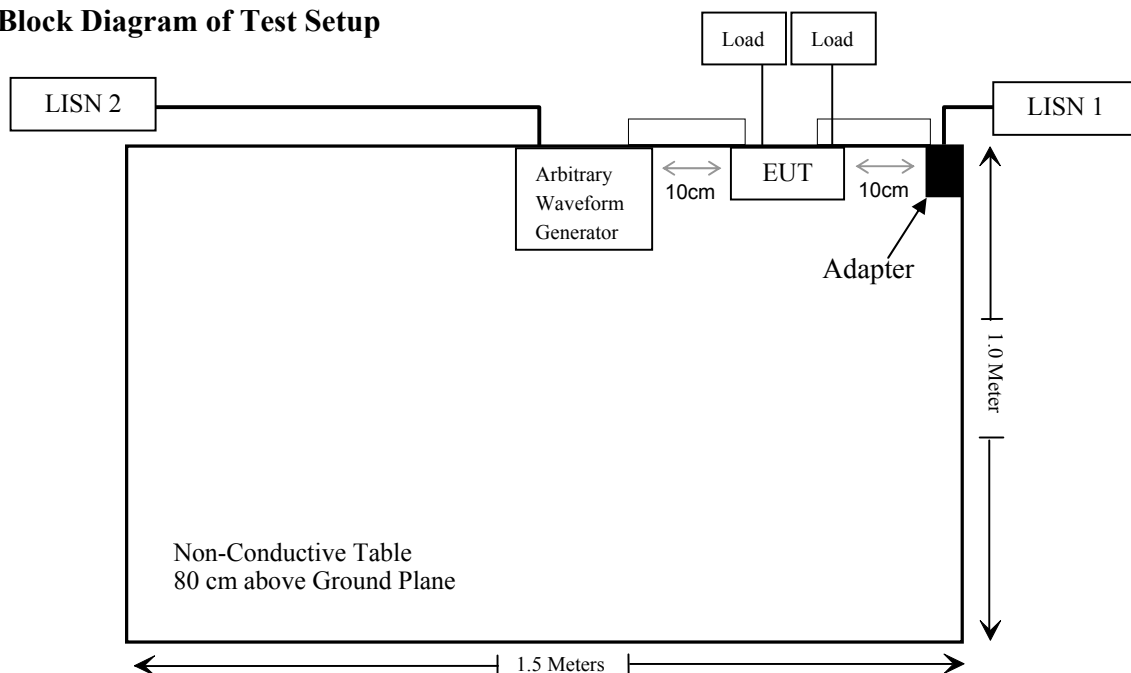 Block Diagram of Test Setup
Load
Load
LISN 2
LISN 1
Arbitrary
Waveform
Generator
10cm
EUT
10cm
Adapter
1.0 Meter
Non-Conductive Table
80 cm above Ground Plane
1.5 Meters